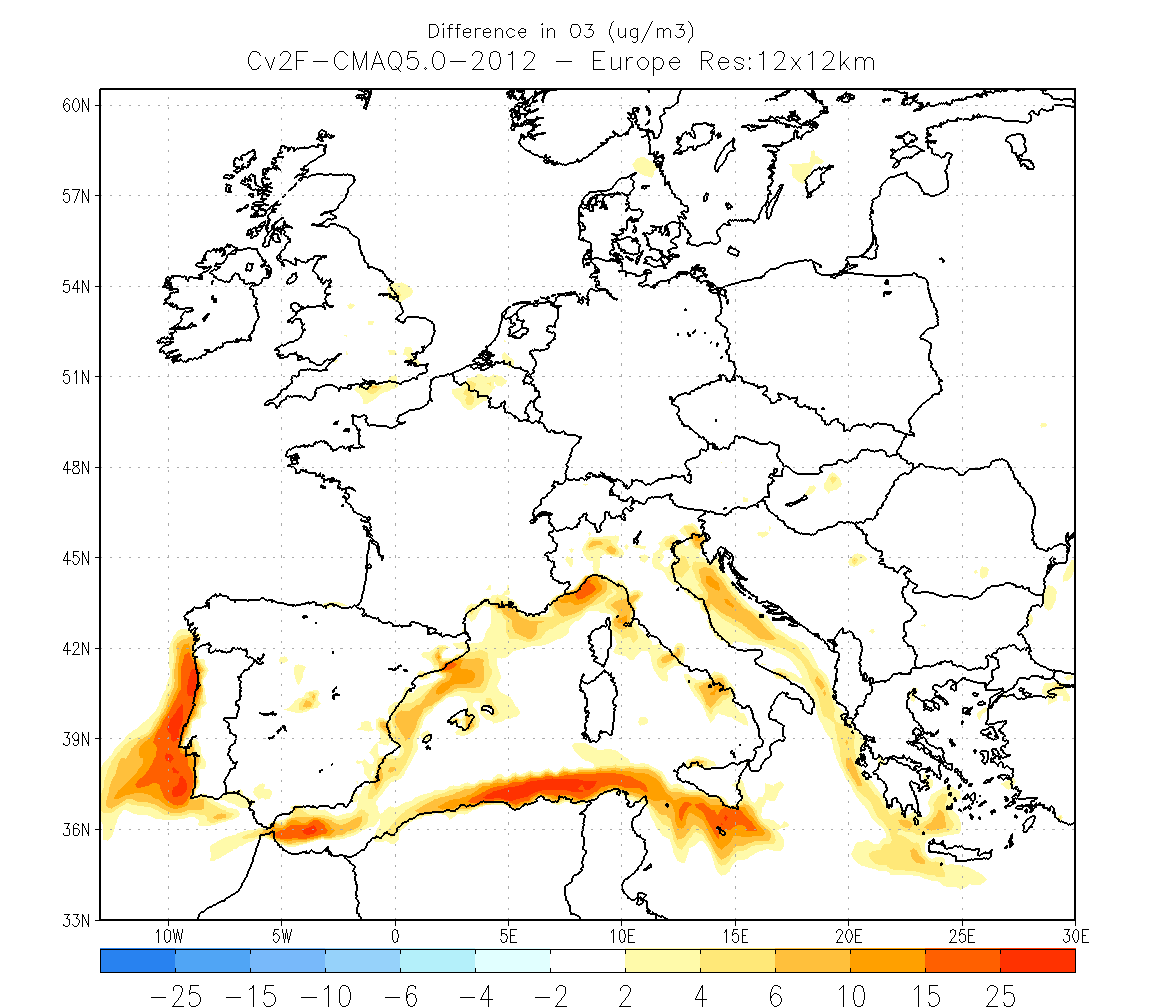 Difference in O3 (ug/m3)
Cv2F-CMAQ5.0-2012 - Europe Res:12x12km
60N
57N
54N
51N
48N
45N
42N
39N
36N
33N
10W 5W 0 5E 10E 15E 20E 25E 30E
-25 -15 -10 -6 -4 -2 2 4 6 10 15 25